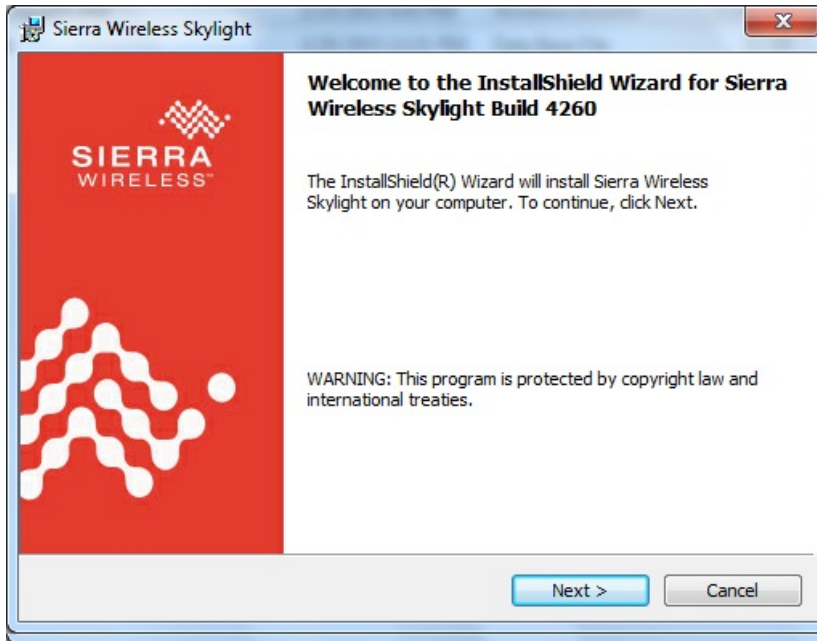 Sierra Wireless Skylight
Welcome to the InstallShield Wizard for Sierra
Wireless Skylight Build 4260
SIERRA
WIRELESS™
The InstallShield(R) Wizard will install Sierra Wireless
Skylight on your computer. To continue, click Next.
WARNING: This program is protected by copyright law and
international treaties.
Next >
Cancel